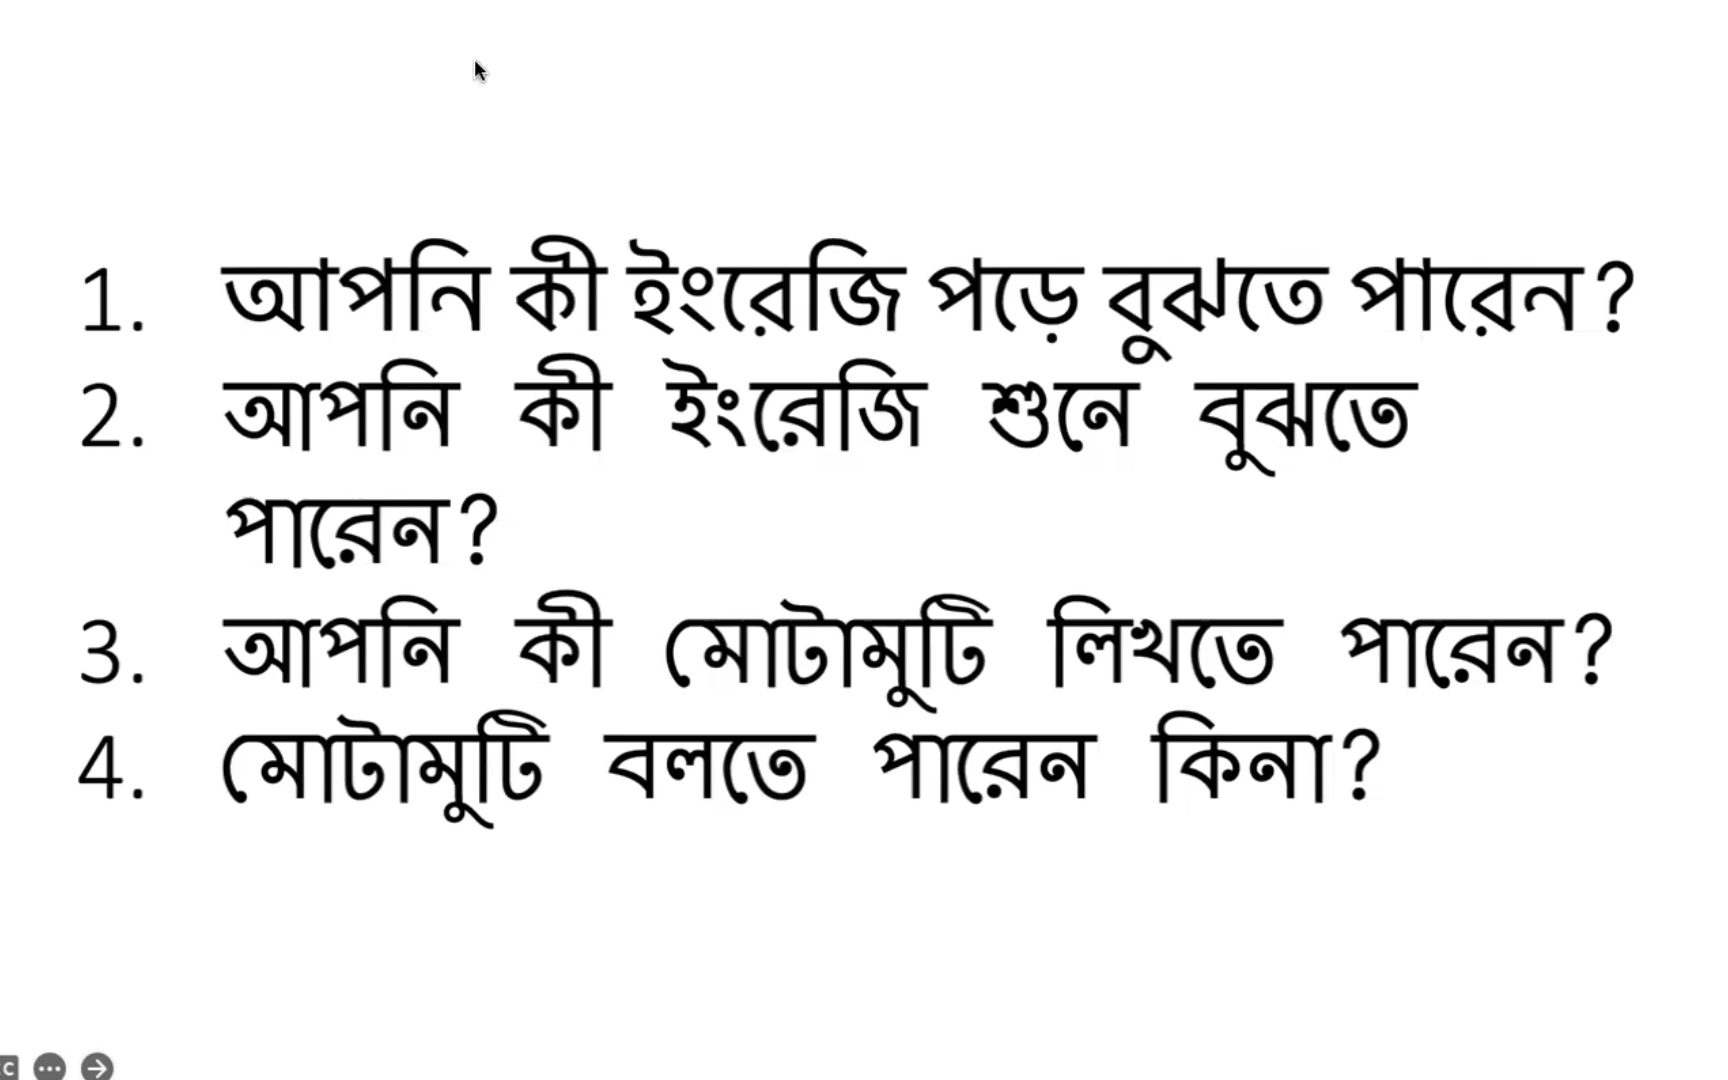 1. আপনি কী ইংরেজি পড়ে বুঝতে পারেন?
2. আপনি কী ইংরেজি শুনে বুঝতে
পারেন?
3. আপনি কী মোটামুটি লিখতে পারেন?
4. মোটামুটি বলতে পারেন কিনা?